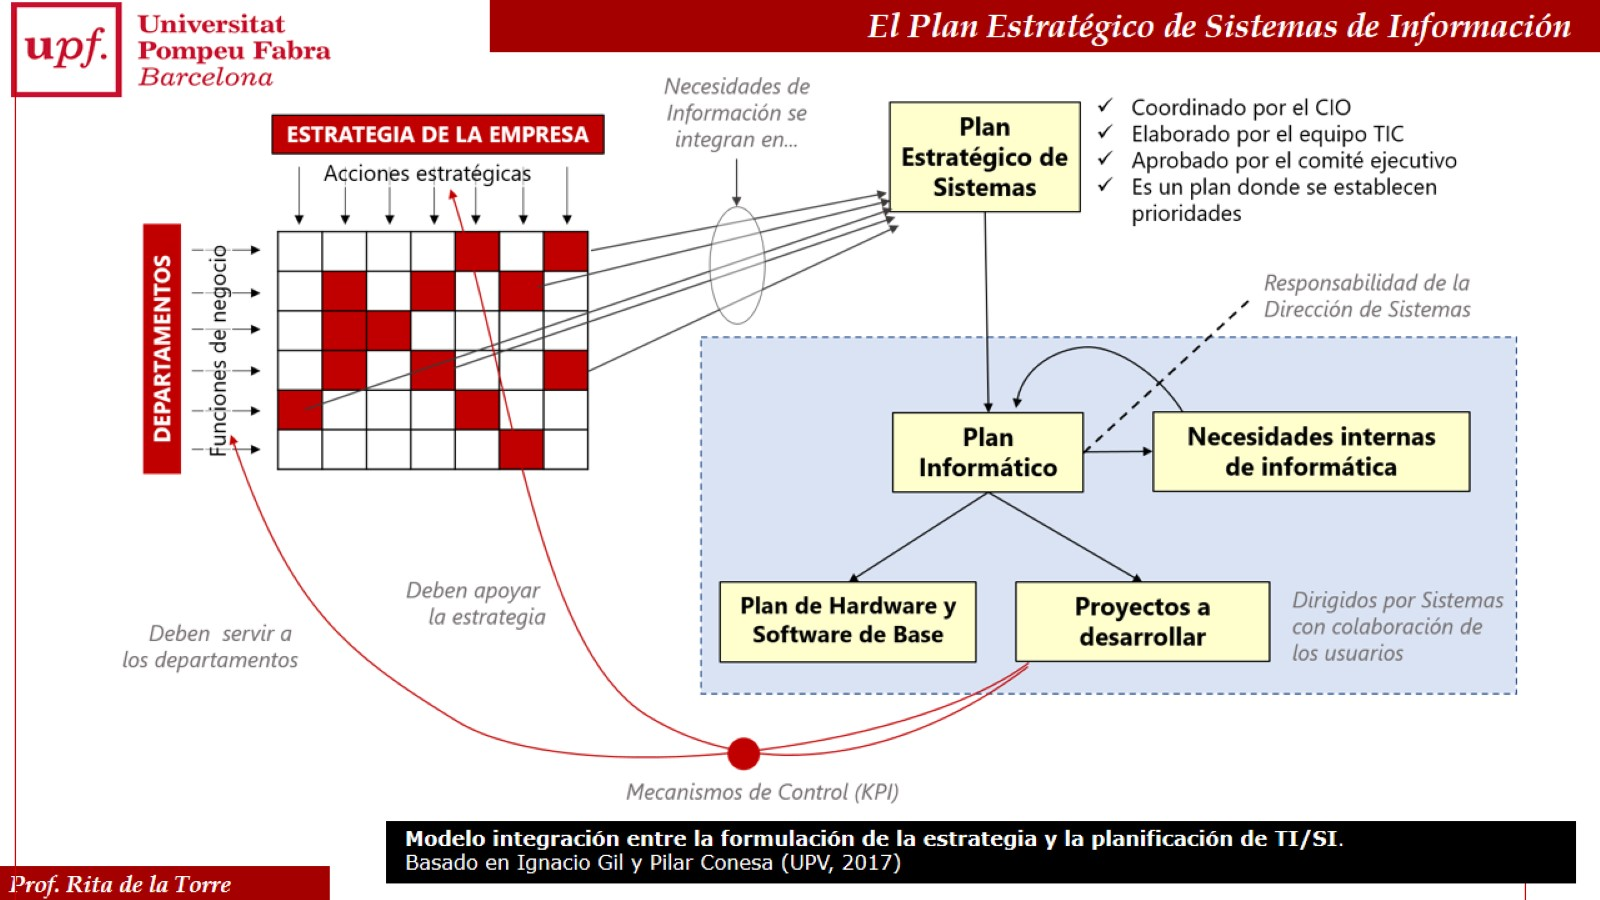 upf.
Universitat
Pompeu Fabra
Barcelona
El Plan Estratégico de Sistemas de Información
ESTRATEGIA DE LA EMPRESA
Acciones estratégicas
DEPARTAMENTOS
Funciones de negocio
Necesidades de
Información se
integran en...
Plan
Estratégico de
Sistemas
✓ Coordinado por el CIO
✓ Elaborado por el equipo TIC
✓ Aprobado por el comité ejecutivo
✓ Es un plan donde se establecen
prioridades
Responsabilidad de la
Dirección de Sistemas
Plan
Informático
Necesidades internas
de informática
Plan de Hardware y
Software de Base
Proyectos a
desarrollar
Dirigidos por Sistemas
con colaboración de
los usuarios
Deben apoyar
la estrategia
Deben servir a
los departamentos
Mecanismos de Control (KPI)
Modelo integración entre la formulación de la estrategia y la planificación de TI/SI.
Basado en Ignacio Gil y Pilar Conesa (UPV, 2017)
Prof. Rita de la Torre